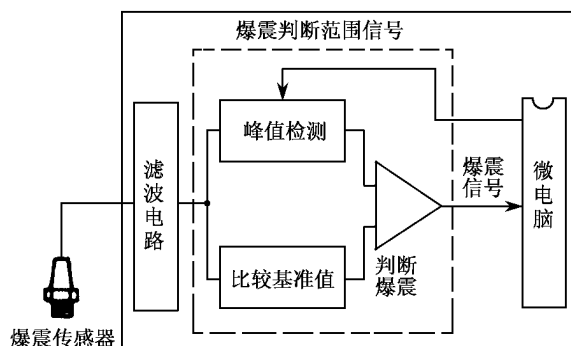 爆震判断范围信号
峰值检测
滤波电路
爆震
信号
微电脑
比较基准值
判断
爆震
爆震传感器